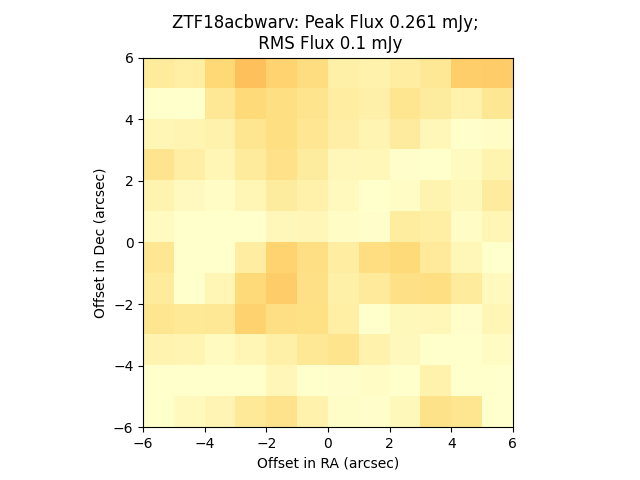 ZTF18acbwarv: Peak Flux 0.261 mJy;
RMS Flux 0.1 mJy
6
4
2
0
−2
−4
−6
Offset in Dec (arcsec)
−6 −4 −2 0 2 4 6
Offset in RA (arcsec)